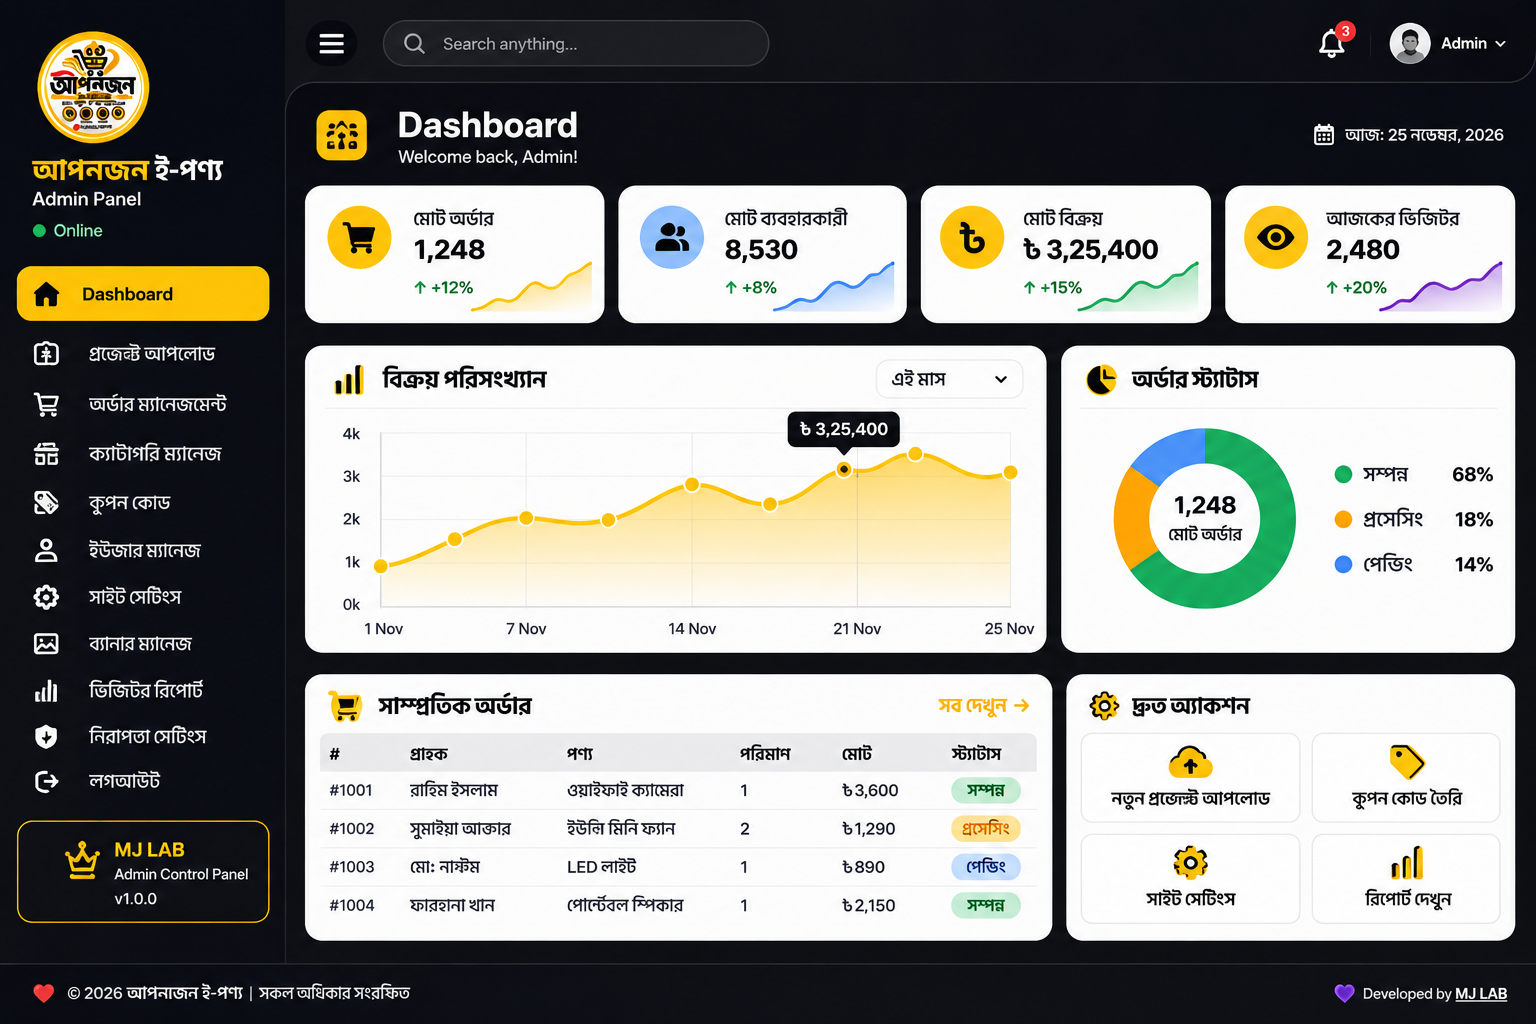 আপনজন
আপনজন ই-পণ্য
Admin Panel
Online
Dashboard
প্রজেক্ট আপলোড
অর্ডার ম্যানেজমেন্ট
ক্যাটাগরি ম্যানেজ
কুপন কোড
ইউজার ম্যানেজ
সাইট সেটিংস
ব্যানার ম্যানেজ
ভিজিটর রিপোর্ট
নিরাপত্তা সেটিংস
লগআউট
MJ LAB
Admin Control Panel
v1.0.0
Search anything...
3
Admin
Dashboard
Welcome back, Admin!
আজ: 25 নভেম্বর, 2026
মোট অর্ডার
1,248
↑ +12%
মোট ব্যবহারকারী
8,530
↑ +8%
৳
মোট বিক্রয়
৳ 3,25,400
↑ +15%
আজকের ভিজিটর
2,480
↑ +20%
বিক্রয় পরিসংখ্যান
এই মাস
৳ 3,25,400
4k
3k
2k
1k
0k
1 Nov 7 Nov 14 Nov 21 Nov 25 Nov
অর্ডার স্ট্যাটাস
1,248
মোট অর্ডার
সম্পন্ন 68%
প্রসেসিং 18%
পেন্ডিং 14%
সাম্প্রতিক অর্ডার
সব দেখুন →
# গ্রাহক পণ্য পরিমাণ মোট স্ট্যাটাস
#1001 রাহিম ইসলাম ওয়াইফাই ক্যামেরা 1 ৳3,600 সম্পন্ন
#1002 সুমাইয়া আক্তার মিনি ফ্যান 2 ৳1,290 প্রসেসিং
#1003 মো: LED লাইট 1 ৳890 পেন্ডিং
#1004 ফারহানা খান পোর্টেবল স্পিকার 1 ৳2,150 সম্পন্ন
দ্রুত অ্যাকশন
নতুন প্রজেক্ট আপলোড
কুপন কোড তৈরি
সাইট সেটিংস
রিপোর্ট দেখুন
© 2026 আপনজন ই-পণ্য | সকল অধিকার সংরক্ষিত
Developed by MJ LAB